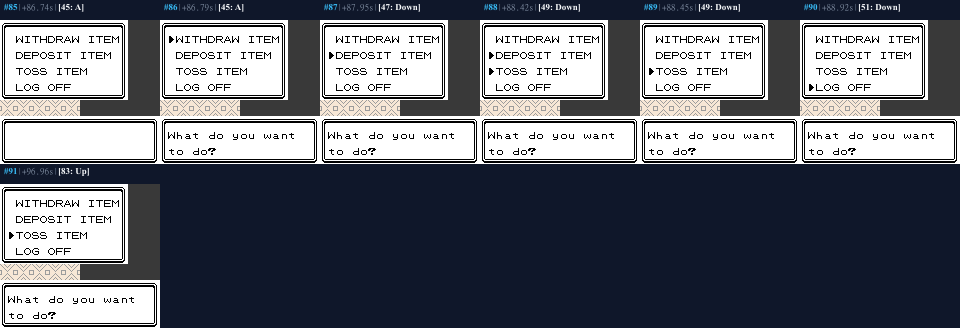 #85|+86.74s|[45: A]
WITHDRAW ITEM
DEPOSIT ITEM
TOSS ITEM
LOG OFF
#86|+86.79s|[45: A]
WITHDRAW ITEM
DEPOSIT ITEM
TOSS ITEM
LOG OFF
What do you want
to do?
#87|+87.95s|[47: Down]
WITHDRAW ITEM
DEPOSIT ITEM
TOSS ITEM
LOG OFF
What do you want
to do?
#88|+88.42s|[49: Down]
WITHDRAW ITEM
DEPOSIT ITEM
TOSS ITEM
LOG OFF
What do you want
to do?
#89|+88.45s|[49: Down]
WITHDRAW ITEM
DEPOSIT ITEM
TOSS ITEM
LOG OFF
What do you want
to do?
#90|+88.92s|[51: Down]
WITHDRAW ITEM
DEPOSIT ITEM
TOSS ITEM
LOG OFF
What do you want
to do?
#91|+96.96s|[83: Up]
WITHDRAW ITEM
DEPOSIT ITEM
TOSS ITEM
LOG OFF
What do you want
to do?